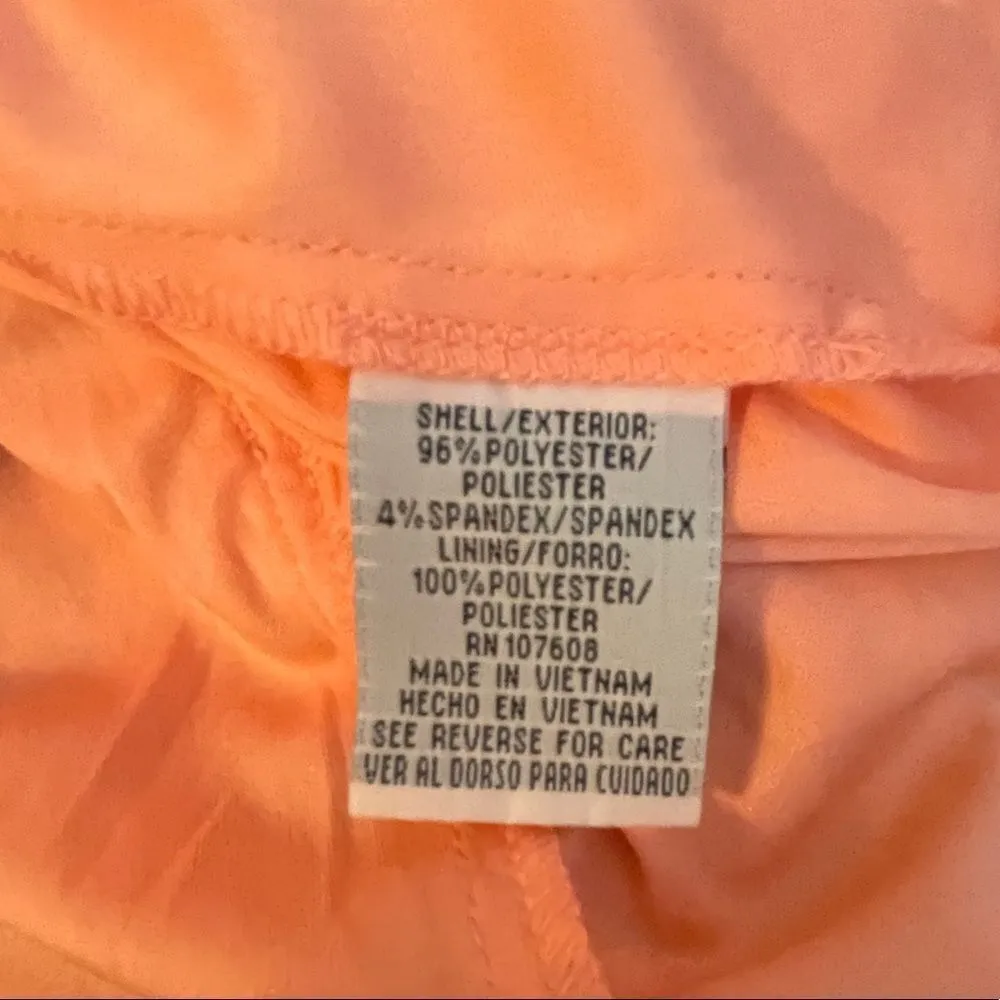 SHELL/EXTERIOR:
96%POLYESTER/
POLIESTER
4%SPANDEX/SPANDEX
LINING/FORRO:
100%POLYESTER/
POLIESTER
RN 107608
MADE IN VIETNAM
HECHO EN VIETNAM
SEE REVERSE FOR CARE
VER AL DORSO PARA CUIDADO